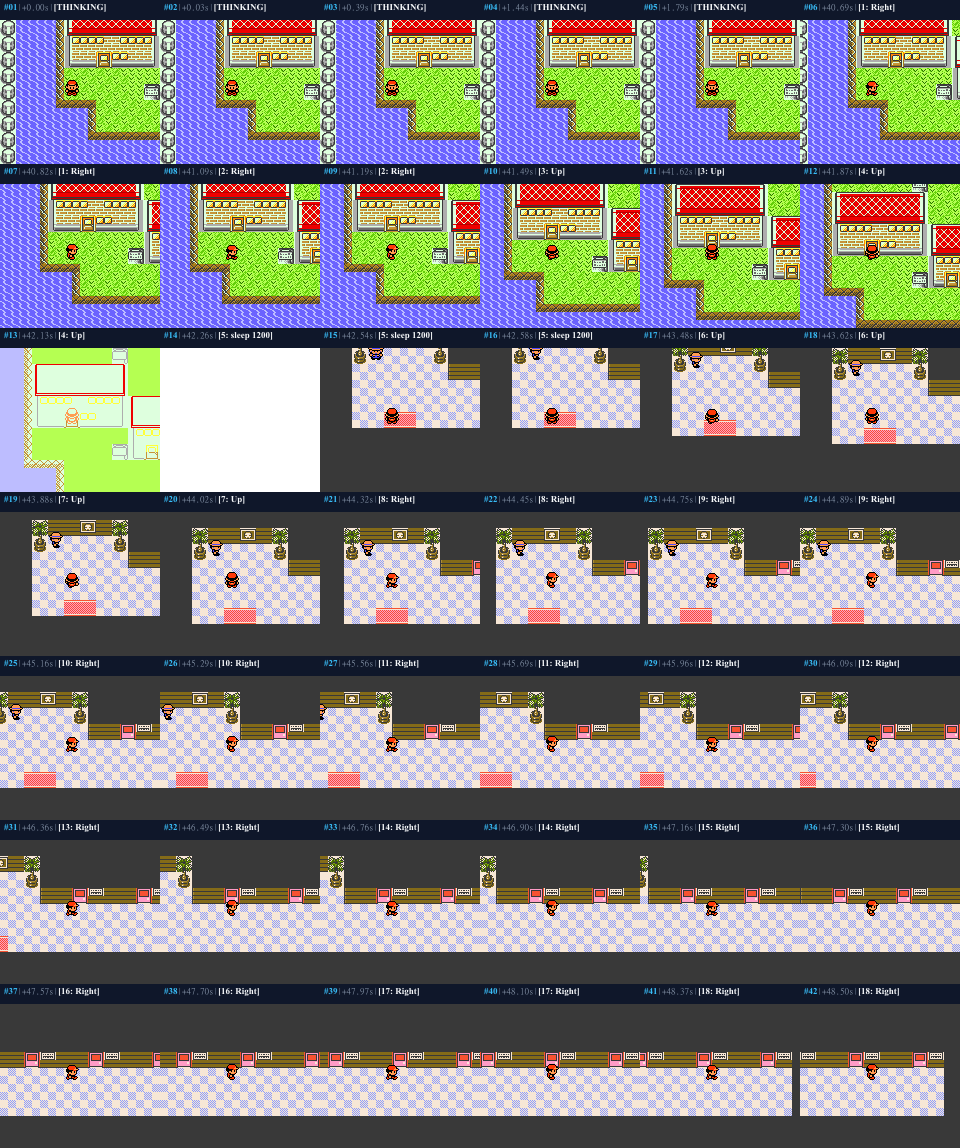 #01|+0.00s|[THINKING]
#02|+0.03s|[THINKING]
#03|+0.39s|[THINKING]
#04|+1.44s|[THINKING]
#05|+1.79s|[THINKING]
#06|+40.69s|[1: Right]
#07|+40.82s|[1: Right]
#08|+41.09s|[2: Right]
#09|+41.19s|[2: Right]
#10|+41.49s|[3: Up]
#11|+41.62s|[3: Up]
#12|+41.87s|[4: Up]
#13|+42.13s|[4: Up]
#14|+42.26s|[5: sleep 1200]
#15|+42.54s|[5: sleep 1200]
#16|+42.58s|[5: sleep 1200]
#17|+43.48s|[6: Up]
#18|+43.62s|[6: Up]
#19|+43.88s|[7: Up]
#20|+44.02s|[7: Up]
#21|+44.32s|[8: Right]
#22|+44.45s|[8: Right]
#23|+44.75s|[9: Right]
#24|+44.89s|[9: Right]
#25|+45.16s|[10: Right]
#26|+45.29s|[10: Right]
#27|+45.56s|[11: Right]
#28|+45.69s|[11: Right]
#29|+45.96s|[12: Right]
#30|+46.09s|[12: Right]
#31|+46.36s|[13: Right]
#32|+46.49s|[13: Right]
#33|+46.76s|[14: Right]
#34|+46.90s|[14: Right]
#35|+47.16s|[15: Right]
#36|+47.30s|[15: Right]
#37|+47.57s|[16: Right]
#38|+47.70s|[16: Right]
#39|+47.97s|[17: Right]
#40|+48.10s|[17: Right]
#41|+48.37s|[18: Right]
#42|+48.50s|[18: Right]